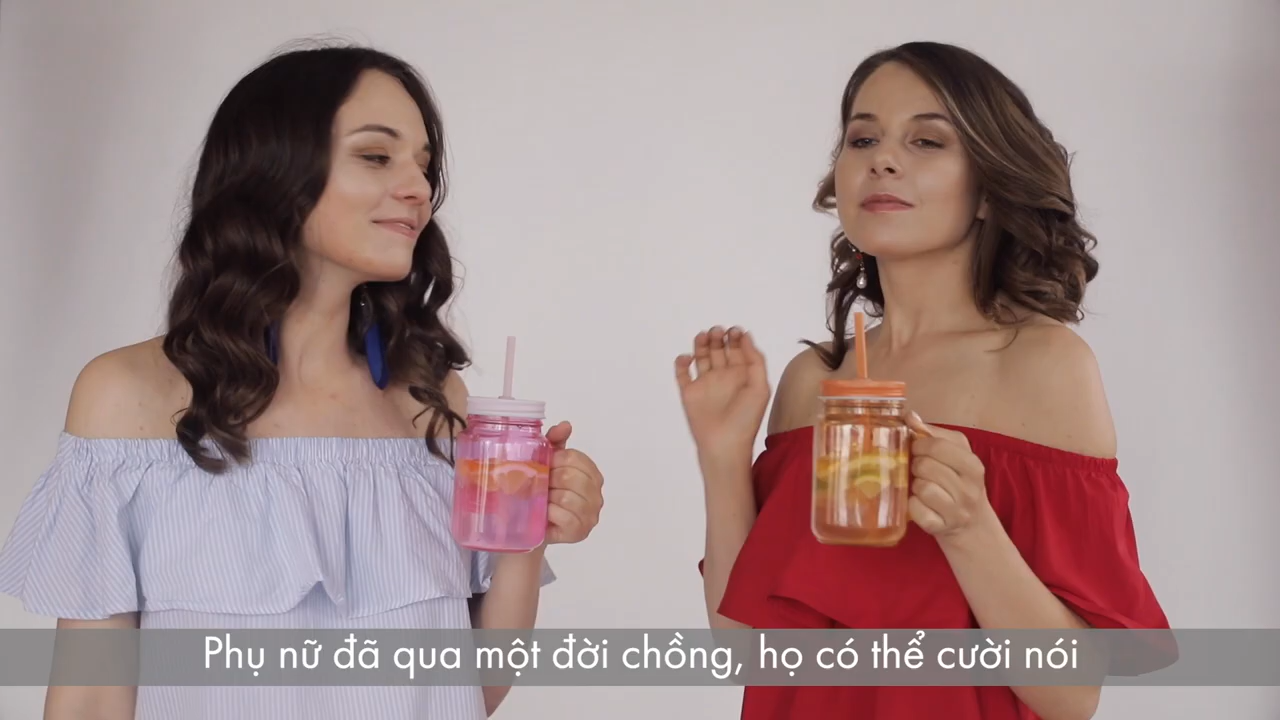 Phụ nữ đã qua một đời chồng, họ có thể cười nói